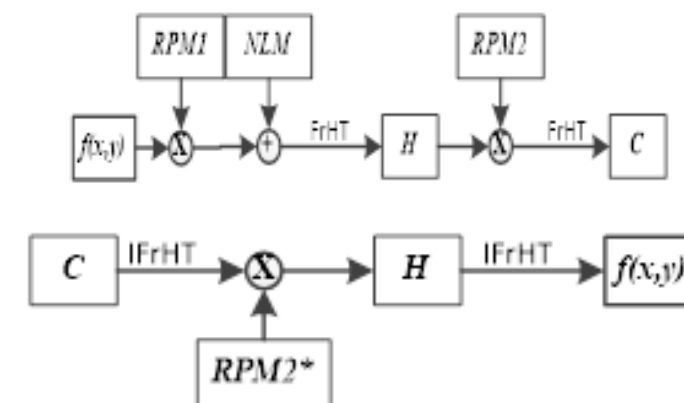 RPM1 NLM RPM2
f(x,y) X + FrHT H X FrHT C
C IFrHT X H IFrHT f(x,y)
RPM2*